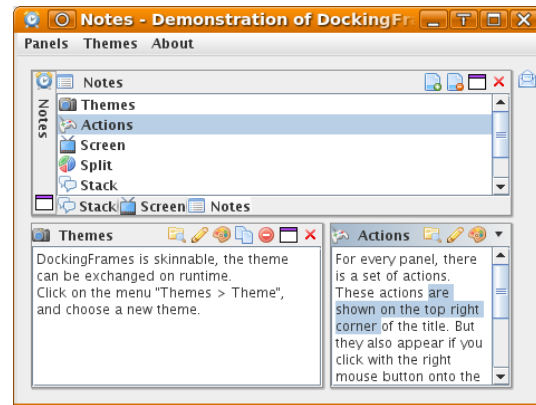 Notes - Demonstration of DockingFr
Panels Themes About
Notes
Notes
Themes
Actions
Screen
Split
Stack
Stack Screen Notes
Themes
DockingFrames is skinnable, the theme
can be exchanged on runtime.
Click on the menu "Themes > Theme",
and choose a new theme.
Actions
For every panel, there
is a set of actions.
These actions are
shown on the top right
corner of the title. But
they also appear if you
click with the right
mouse button onto the